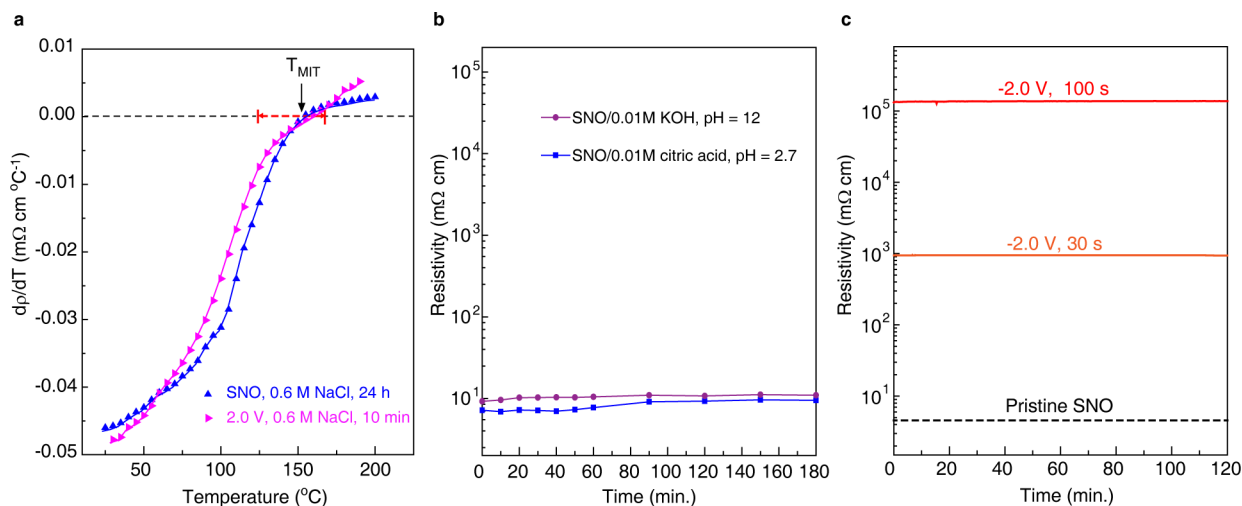 a
0.01
0.00
-0.01
-0.02
-0.03
-0.04
-0.05
dρ/dT (mΩ cm °C⁻¹)
T_MIT
SNO, 0.6 M NaCl, 24 h
2.0 V, 0.6 M NaCl, 10 min
50
100
150
200
Temperature (°C)
b
10⁵
10⁴
10³
10²
10¹
Resistivity (mΩ cm)
SNO/0.01M KOH, pH = 12
SNO/0.01M citric acid, pH = 2.7
0 20 40 60 80 100 120 140 160 180
Time (min.)
c
10⁵
10⁴
10³
10²
10¹
Resistivity (mΩ cm)
-2.0 V, 100 s
-2.0 V, 30 s
Pristine SNO
0 20 40 60 80 100 120
Time (min.)